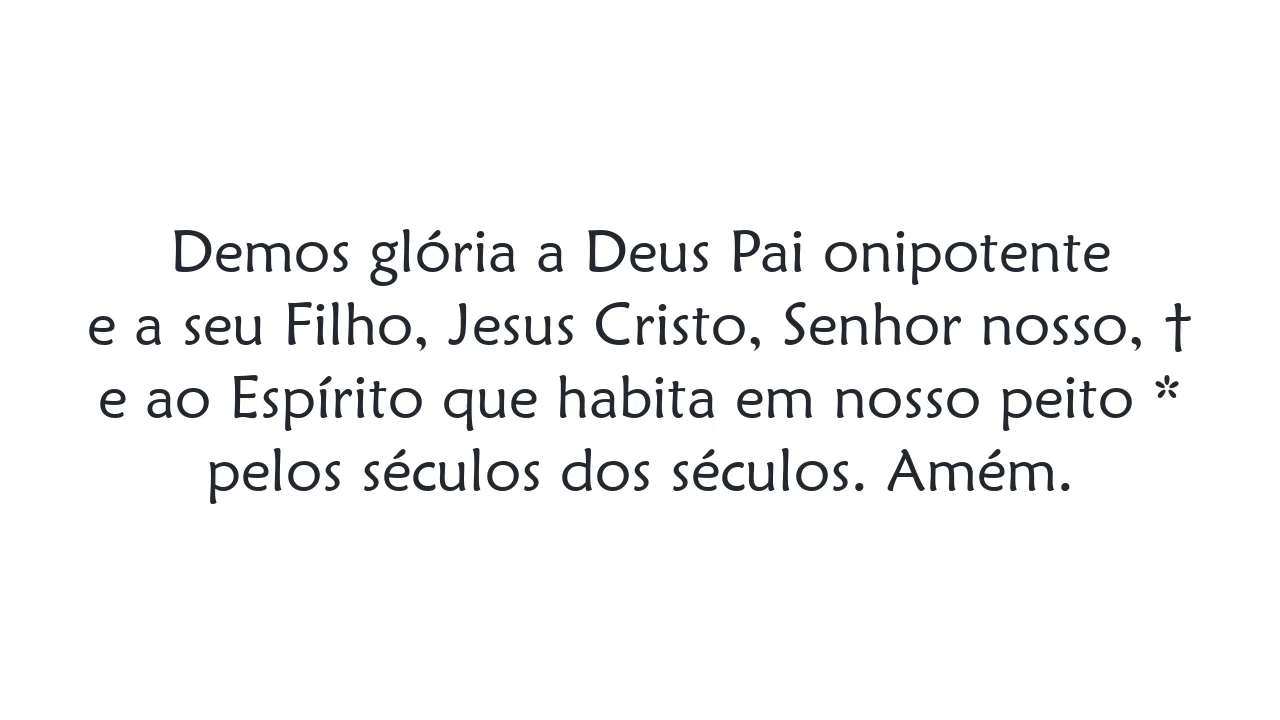 Demos glória a Deus Pai onipotente
e a seu Filho, Jesus Cristo, Senhor nosso, †
e ao Espírito que habita em nosso peito *
pelos séculos dos séculos. Amém.